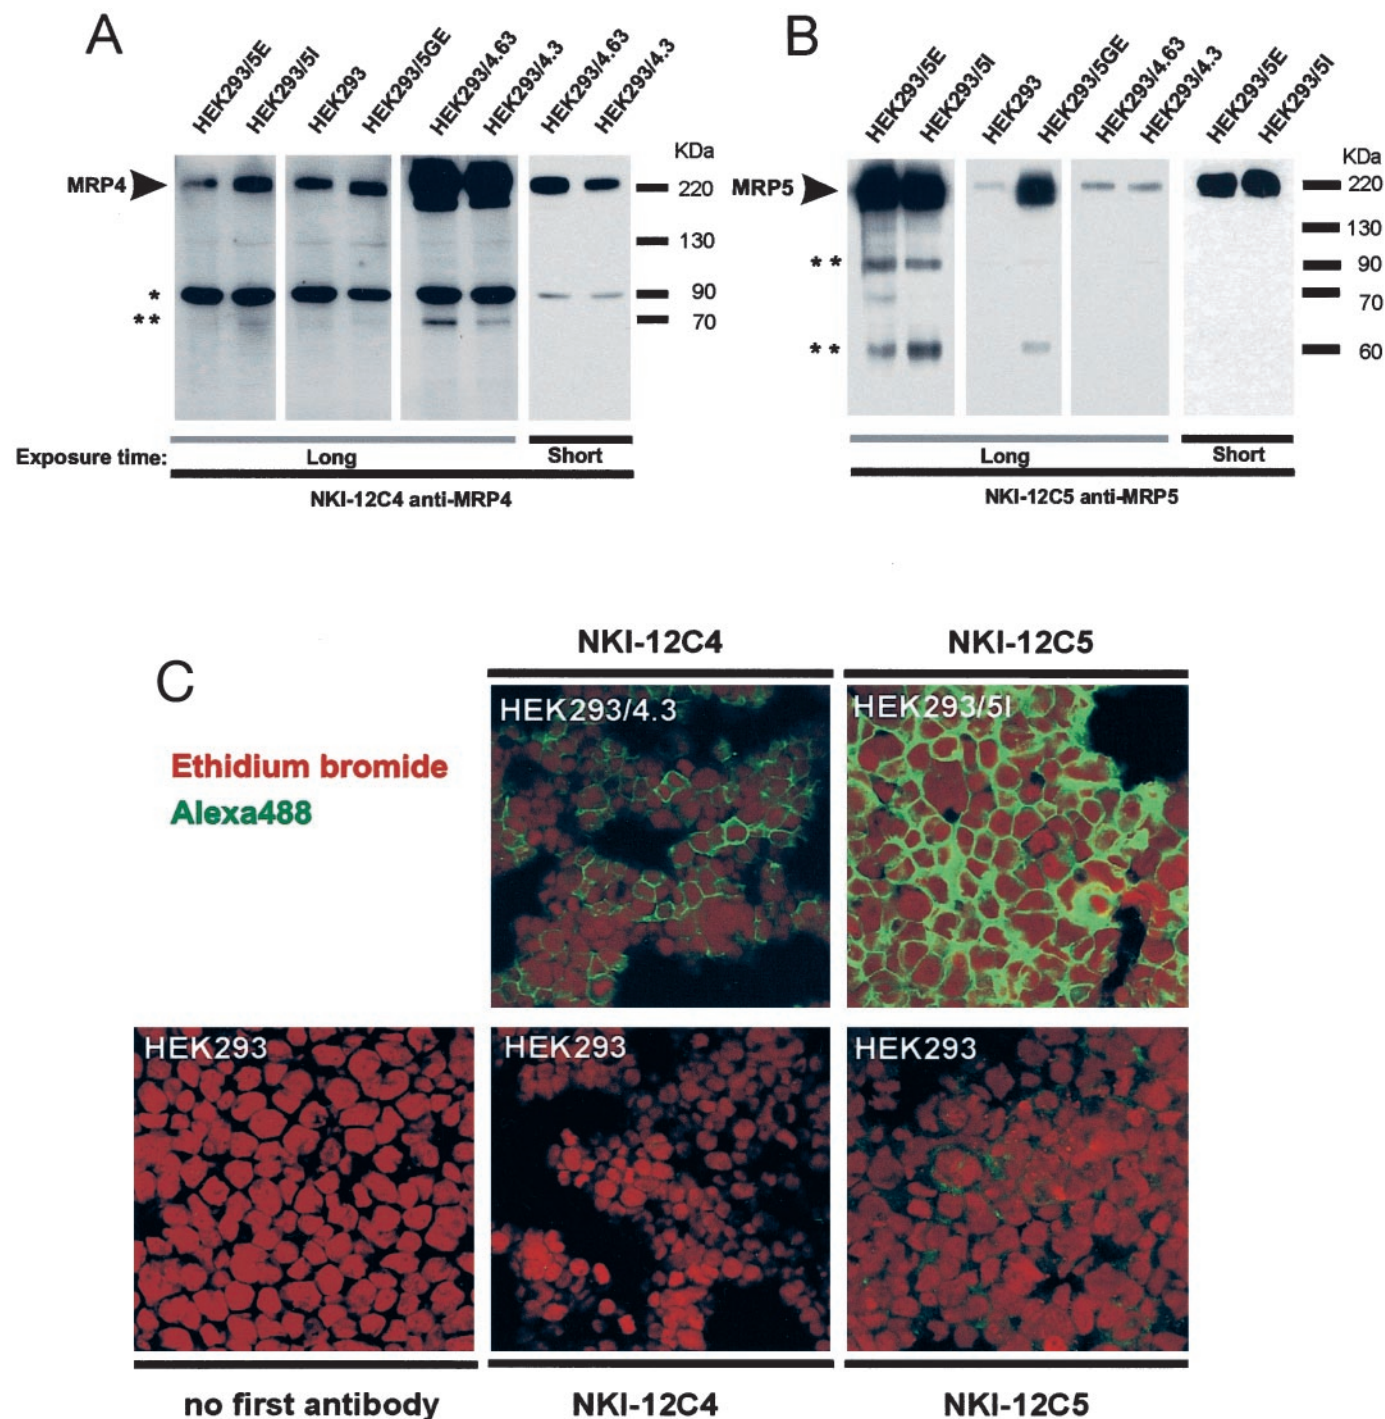 A
HEK293/5E
HEK293/5I
HEK293
HEK293/5GE
HEK293/4.63
HEK293/4.3
HEK293/4.63
HEK293/4.3
KDa
MRP4
220
130
*
90
**
70
Exposure time:
Long
Short
NKI-12C4 anti-MRP4
B
HEK293/5E
HEK293/5I
HEK293
HEK293/5GE
HEK293/4.63
HEK293/4.3
HEK293/5E
HEK293/5I
KDa
MRP5
220
130
**
90
70
**
60
Long
Short
NKI-12C5 anti-MRP5
C
NKI-12C4
NKI-12C5
Ethidium bromide
Alexa488
HEK293/4.3
HEK293/5I
HEK293
HEK293
HEK293
no first antibody
NKI-12C4
NKI-12C5